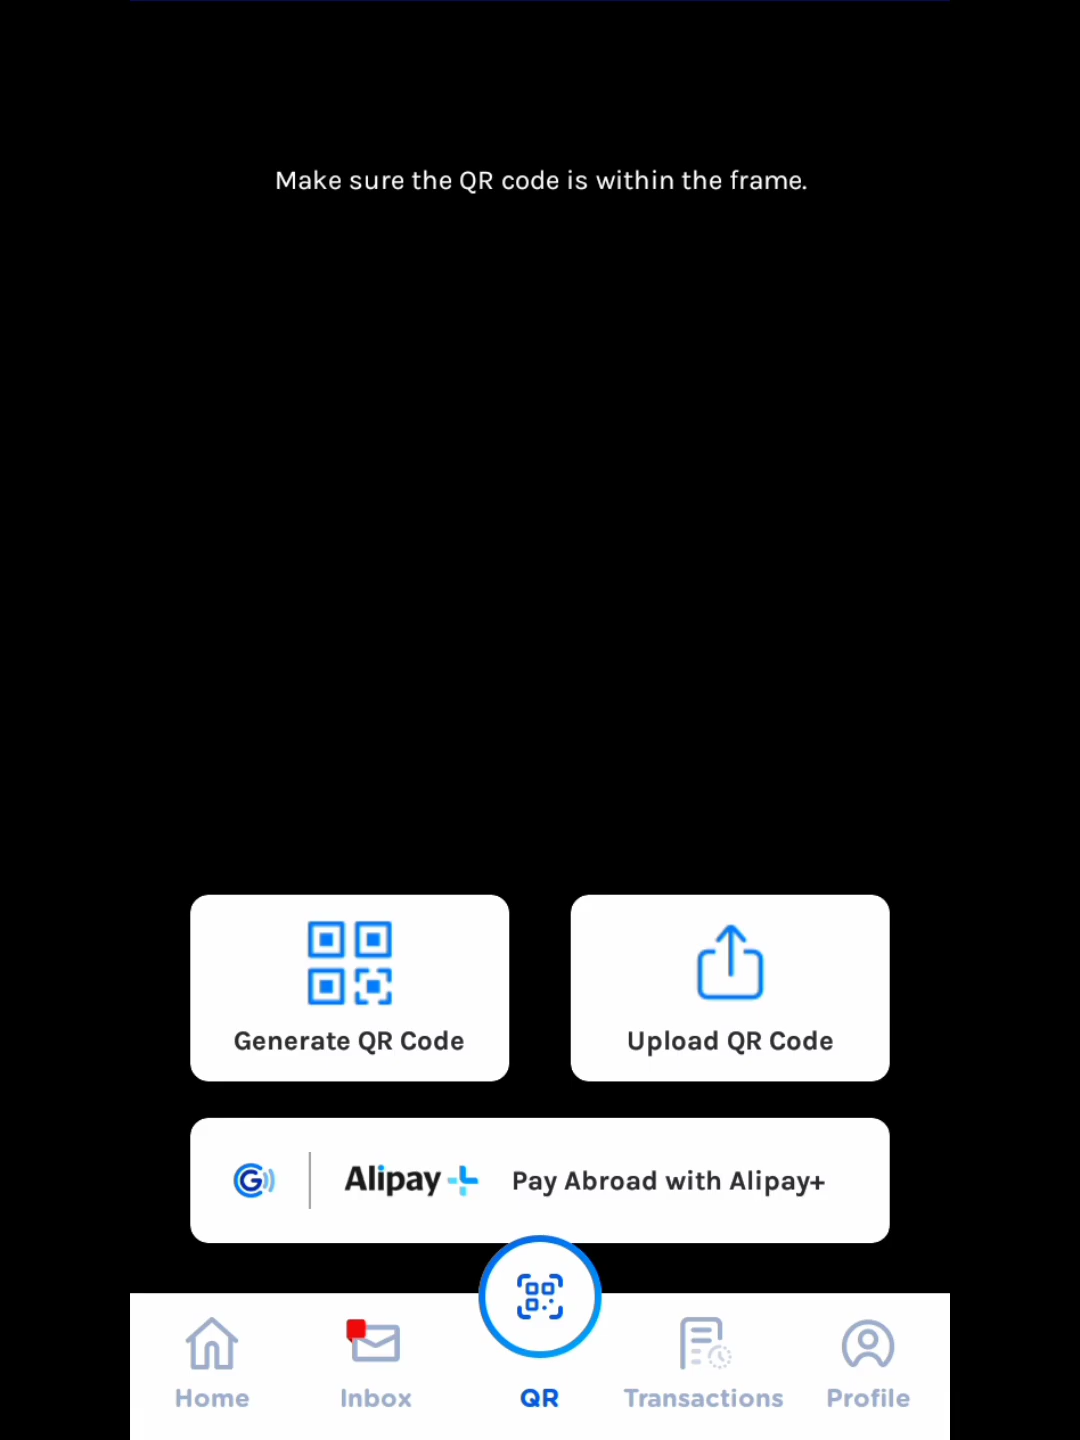 Make sure the QR code is within the frame.
Generate QR Code
Upload QR Code
G
Alipay+
Pay Abroad with Alipay+
Home
Inbox
QR
Transactions
Profile